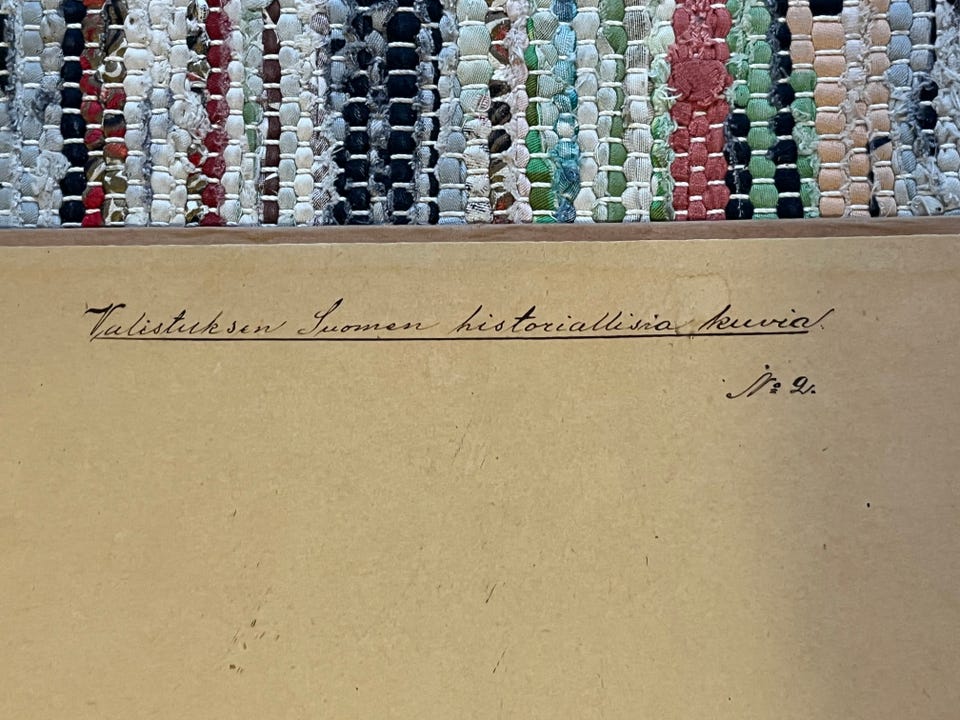 Valistuksen Suomen historiallisia kuvia.
No 2.